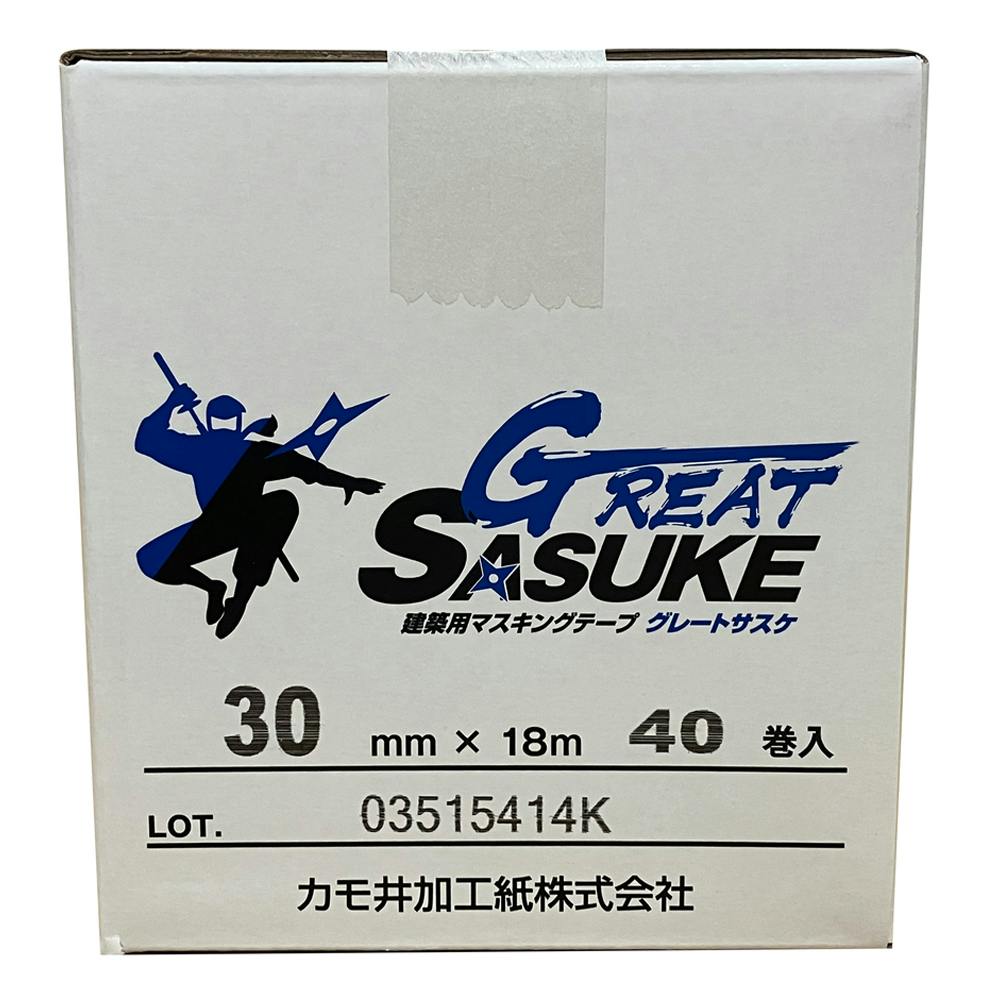 GREAT
SASUKE
建築用マスキングテープ グレートサスケ
30 mm × 18m 40 巻入
LOT. 03515414K
カモ井加工紙株式会社